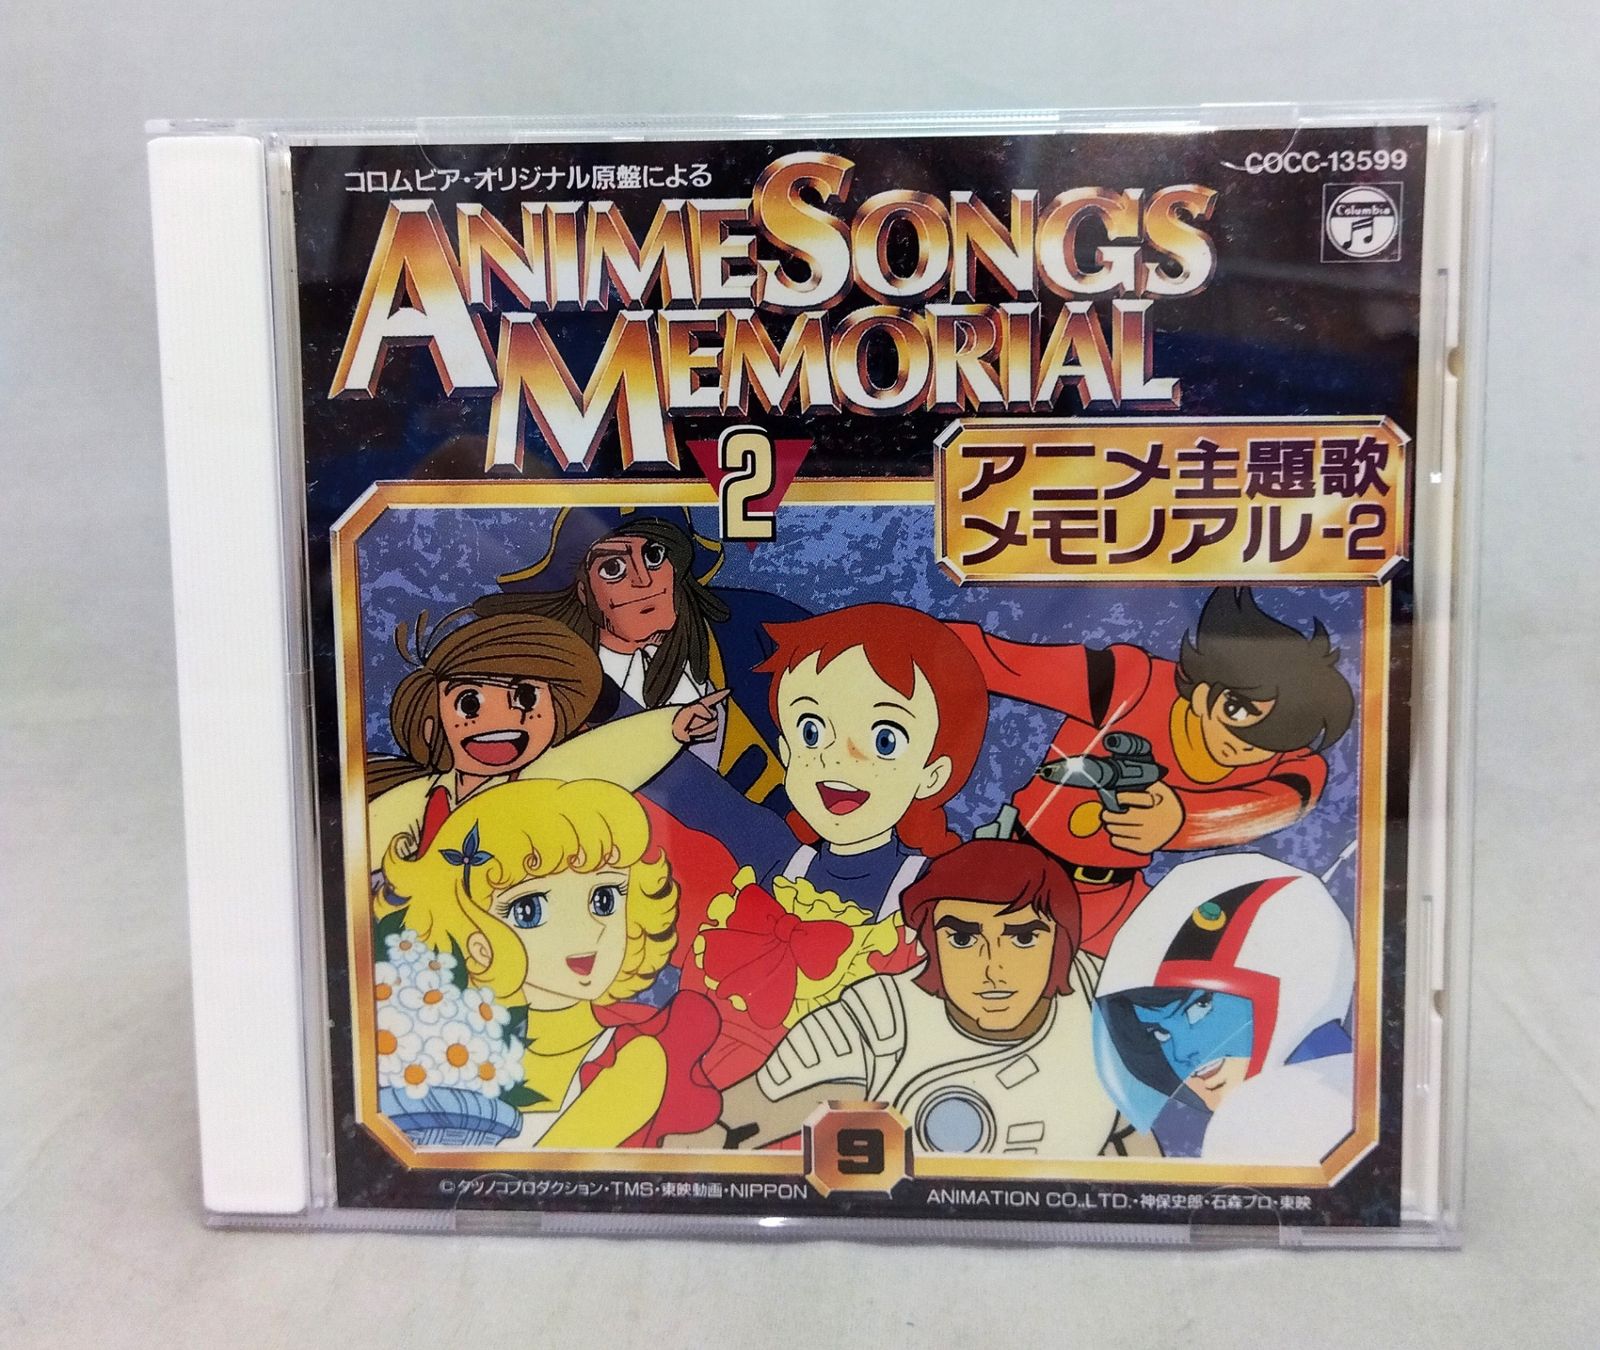 コロムビア・オリジナル原盤による
COCC-13599
Columbia
ANIME SONGS
MEMORIAL
2
アニメ主題歌
メモリアル-2
9
©タツノコプロダクション・TMS・東映動画・NIPPON ANIMATION CO.,LTD.・神保史郎・石森プロ・東映